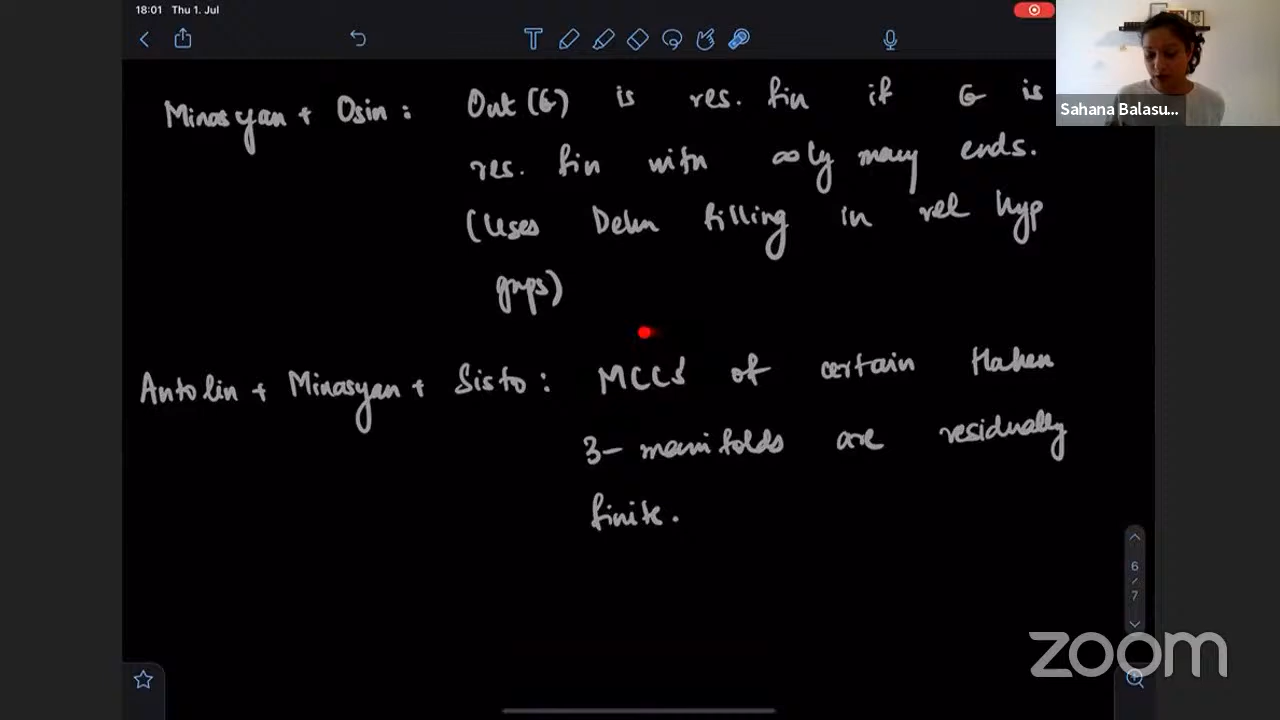 18:01 Thu 1. Jul
Sahana Balasu...
Minasyan + Osin : Out (G) is res. fin if G is
res. fin with ∞ly many ends.
(Uses Dehn filling in rel hyp
grps)
Antolin + Minasyan + Sisto : MCGs of certain Haken
3- manifolds are residually
finite.
6
/
7
zoom